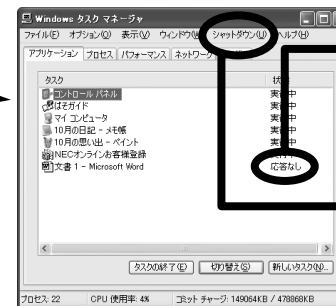 Windows タスク マネージャ
ファイル(F) オプション(O) 表示(V) ウィンドウ(W) シャットダウン(U) ヘルプ(H)
アプリケーション プロセス パフォーマンス ネットワーク
タスク 状態
コントロール パネル 実行中
ぱそガイド 実行中
マイ コンピュータ 実行中
10月の日記 - メモ帳 実行中
10月の思い出 - ペイント 実行中
NECオンラインお客様登録 実行中
文書 1 - Microsoft Word 応答なし
タスクの終了(E) 切り替え(S) 新しいタスク(N)...
プロセス: 22 CPU 使用率: 4% コミット チャージ: 149064KB / 478868KB